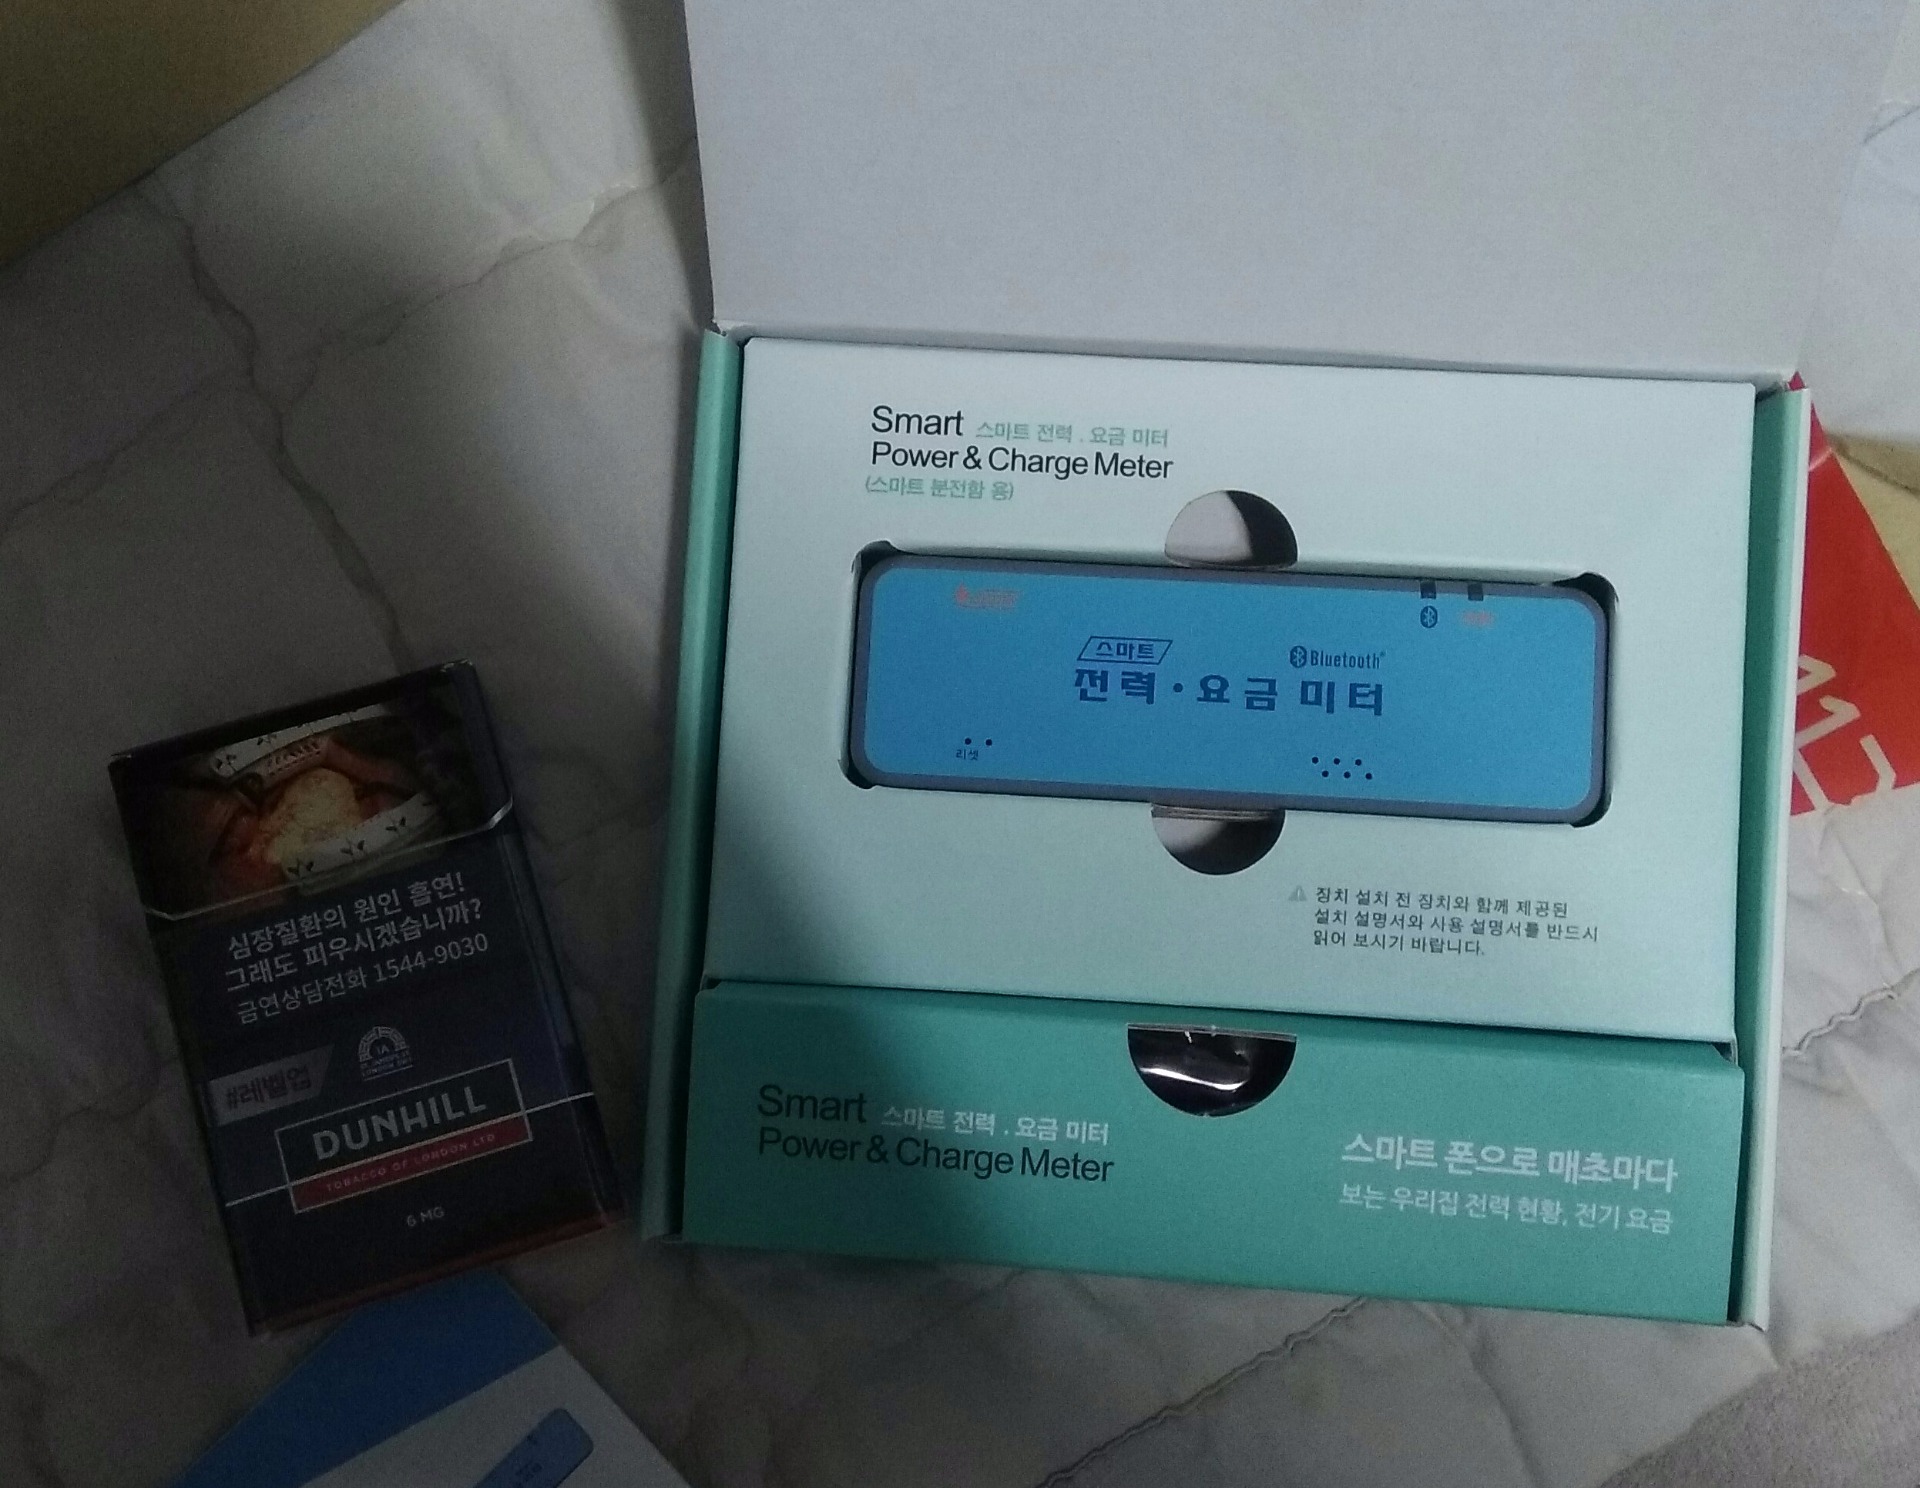 Smart 스마트 전력 . 요금 미터
Power & Charge Meter
(스마트 분전함 용)
스마트
Bluetooth®
전력 · 요금 미터
리셋
장치 설치 전 장치와 함께 제공된
설치 설명서와 사용 설명서를 반드시
읽어 보시기 바랍니다.
Smart 스마트 전력 . 요금 미터
Power & Charge Meter
스마트 폰으로 매초마다
보는 우리집 전력 현황, 전기 요금
심장질환의 원인 흡연!
그래도 피우시겠습니까?
금연상담전화 1544-9030
#레벨업
DUNHILL
TOBACCO OF LONDON LTD
6 MG